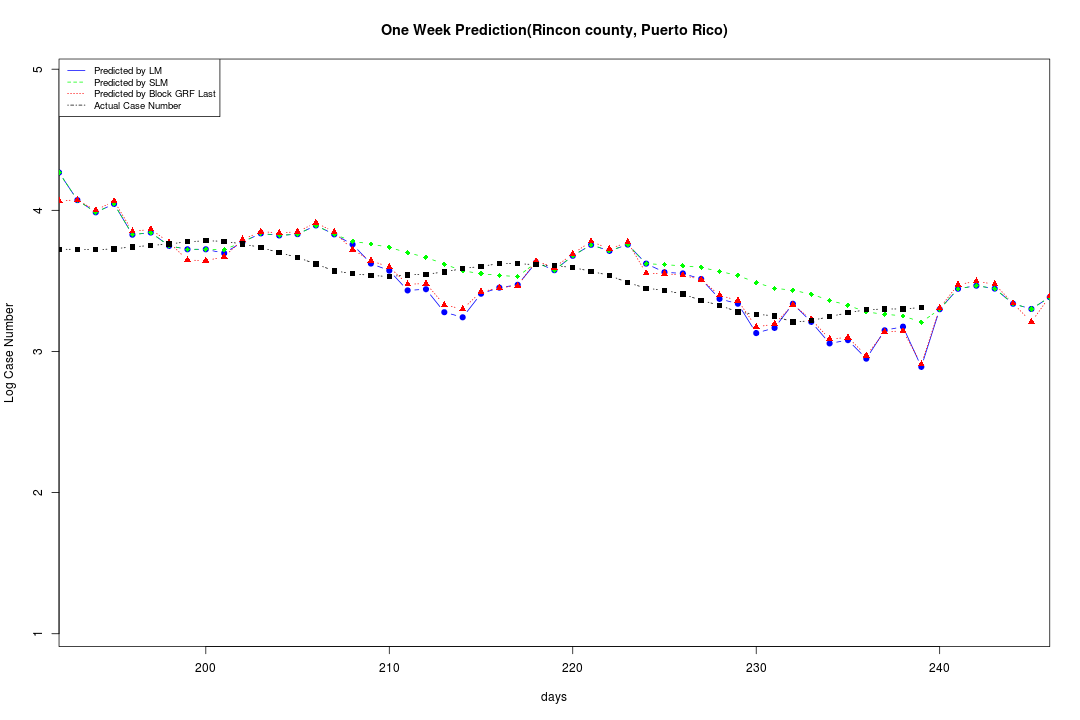 One Week Prediction(Rincon county, Puerto Rico)
Predicted by LM
Predicted by SLM
Predicted by Block GRF Last
Actual Case Number
5
4
3
2
1
Log Case Number
200 210 220 230 240
days